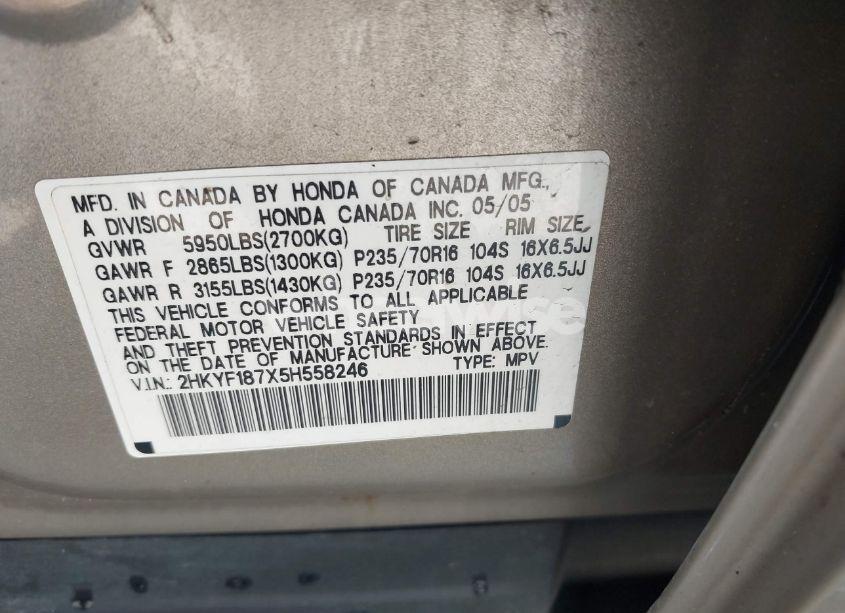 MFD. IN CANADA BY HONDA OF CANADA MFG.,
A DIVISION OF HONDA CANADA INC. 05/05
GVWR 5950LBS(2700KG) TIRE SIZE RIM SIZE
GAWR F 2865LBS(1300KG) P235/70R16 104S 16X6.5JJ
GAWR R 3155LBS(1430KG) P235/70R16 104S 16X6.5JJ
THIS VEHICLE CONFORMS TO ALL APPLICABLE
FEDERAL MOTOR VEHICLE SAFETY
AND THEFT PREVENTION STANDARDS IN EFFECT
ON THE DATE OF MANUFACTURE SHOWN ABOVE.
V.I.N.: 2HKYF187X5H558246 TYPE: MPV